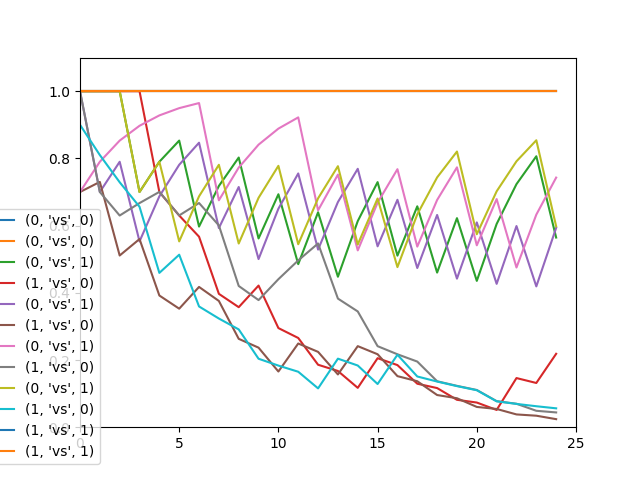 1.0
0.8
0.6
0.4
0.2
0.0
(0, 'vs', 0)
(0, 'vs', 0)
(0, 'vs', 1)
(1, 'vs', 0)
(0, 'vs', 1)
(1, 'vs', 0)
(0, 'vs', 1)
(1, 'vs', 0)
(0, 'vs', 1)
(1, 'vs', 0)
(1, 'vs', 1)
(1, 'vs', 1)
0 5 10 15 20 25